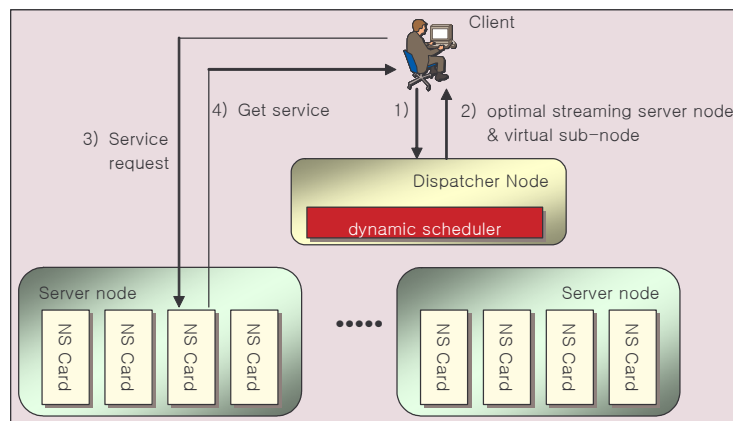 Client
1)
2) optimal streaming server node
& virtual sub-node
3) Service
request
4) Get service
Dispatcher Node
dynamic scheduler
Server node
NS Card
NS Card
NS Card
NS Card
Server node
NS Card
NS Card
NS Card
NS Card